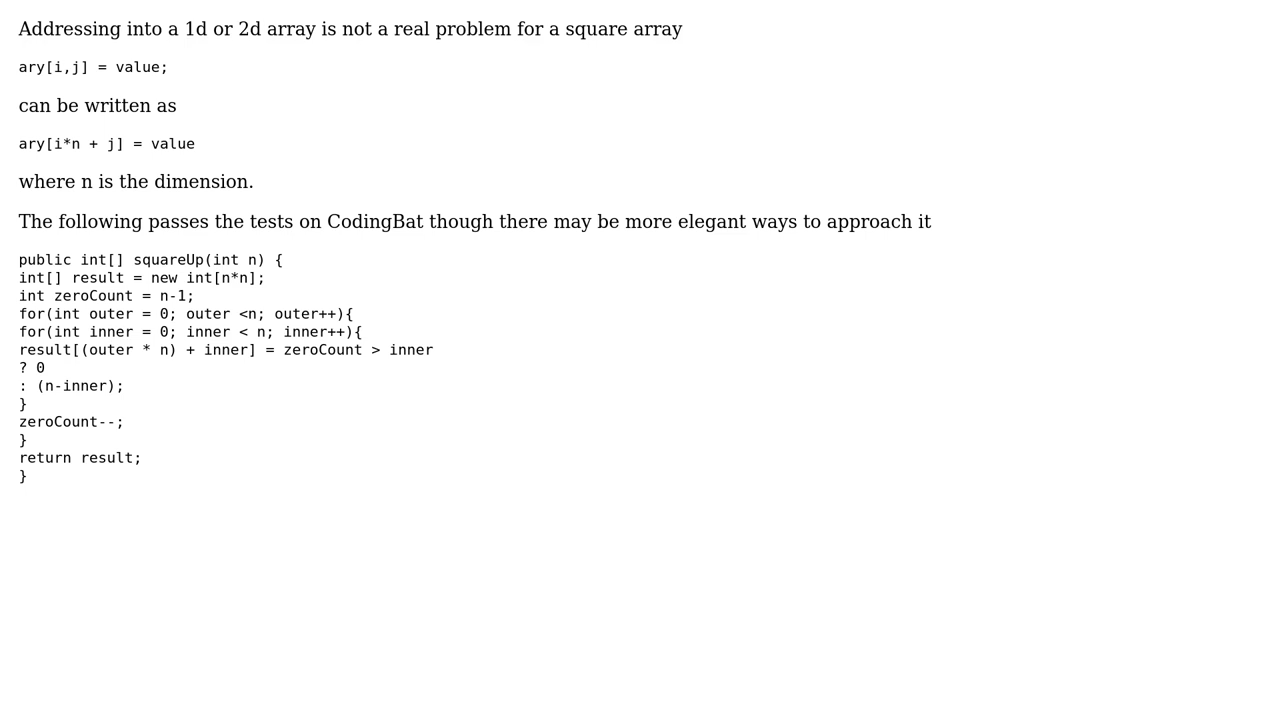 Addressing into a 1d or 2d array is not a real problem for a square array
ary[i,j] = value;
can be written as
ary[i*n + j] = value
where n is the dimension.
The following passes the tests on CodingBat though there may be more elegant ways to approach it
public int[] squareUp(int n) {
int[] result = new int[n*n];
int zeroCount = n-1;
for(int outer = 0; outer <n; outer++){
for(int inner = 0; inner < n; inner++){
result[(outer * n) + inner] = zeroCount > inner
? 0
: (n-inner);
}
zeroCount--;
}
return result;
}